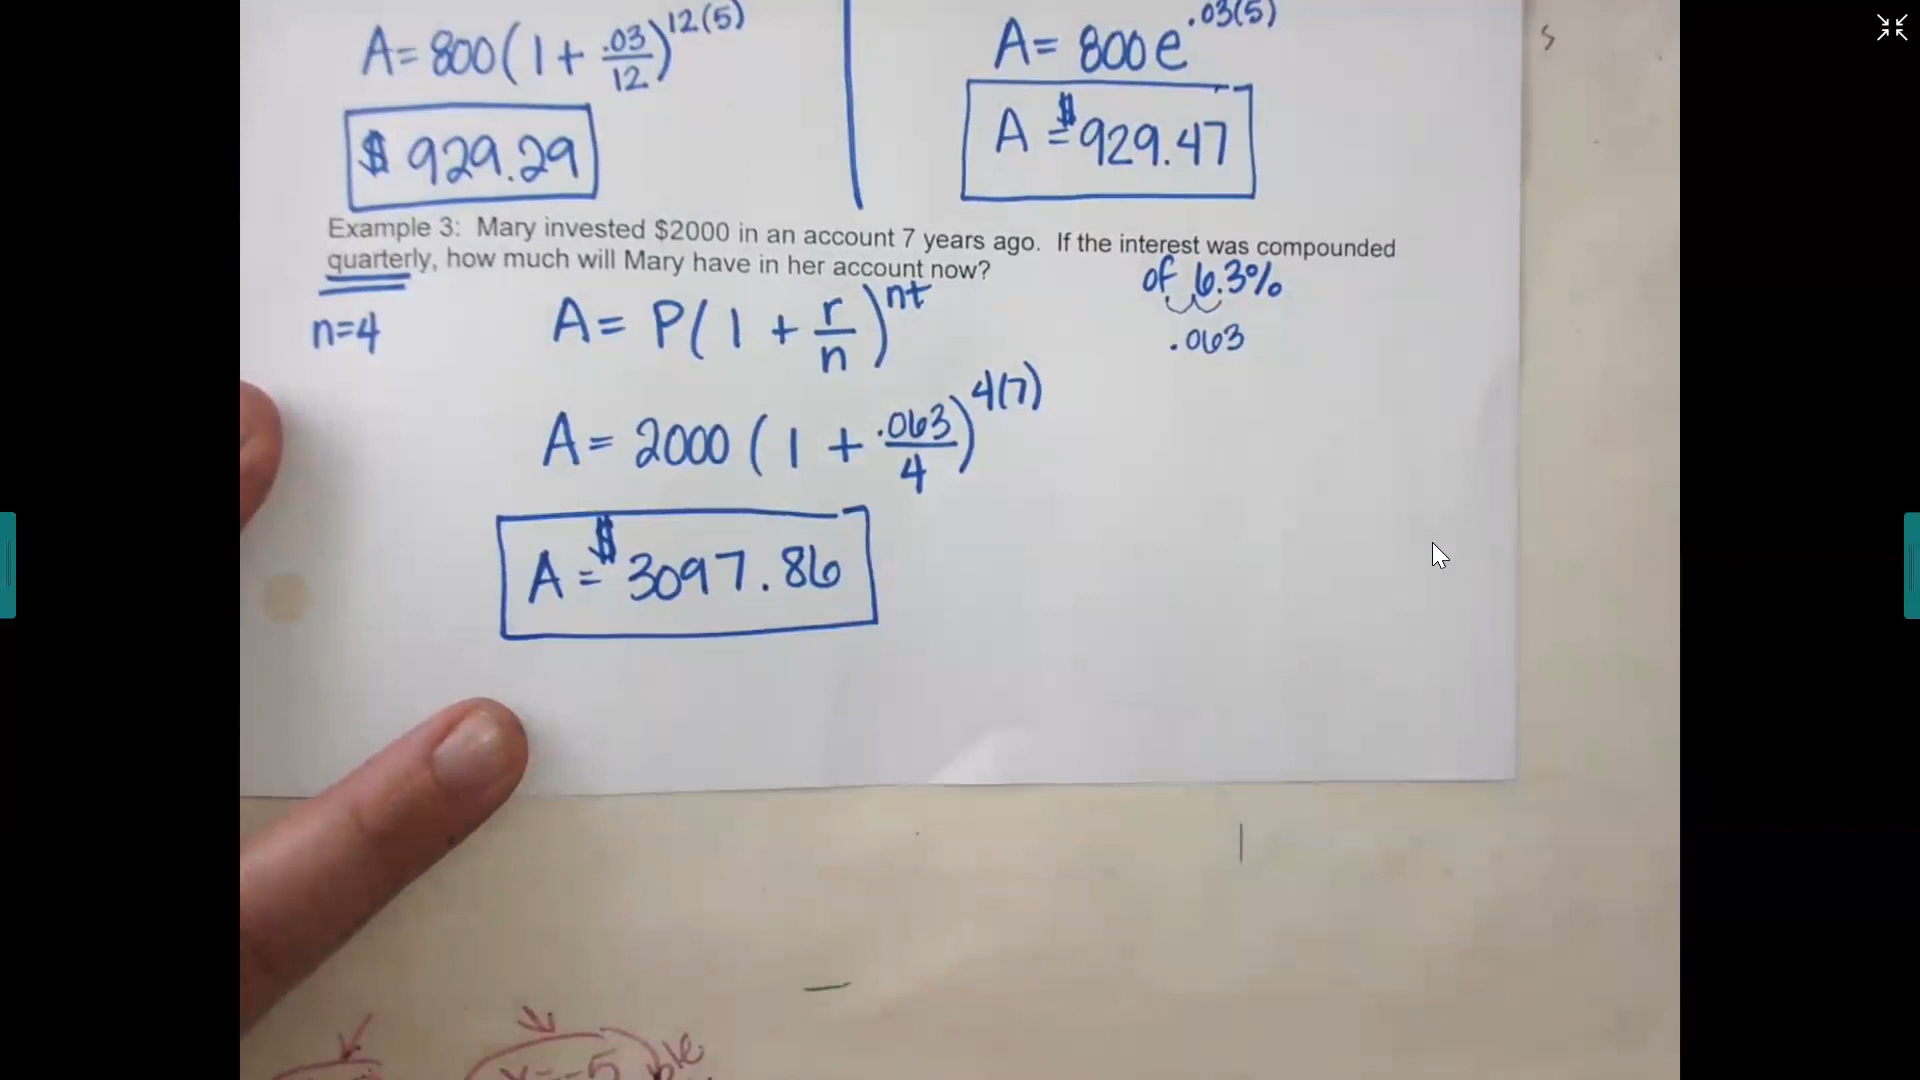 A = 800(1 + .03/12)^12(5)
$ 929.29
A = 800e^.03(5)
A = $929.47
Example 3: Mary invested $2000 in an account 7 years ago. If the interest was compounded
quarterly, how much will Mary have in her account now?
of 6.3%
.063
n=4
A = P(1 + r/n)^nt
A = 2000(1 + .063/4)^4(7)
A = $3097.86